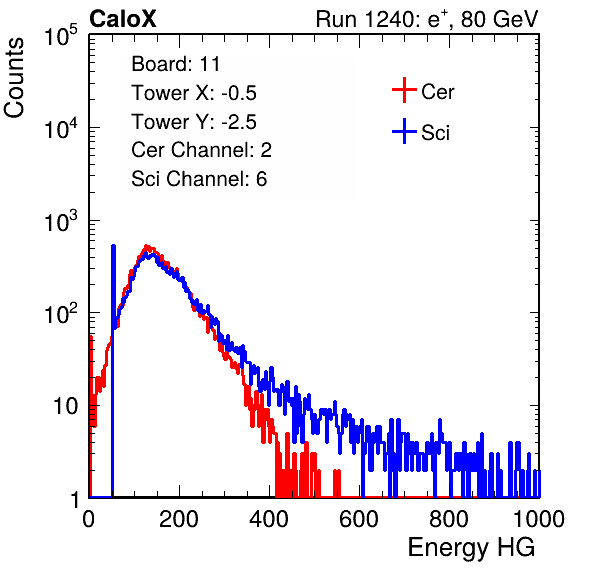 CaloX Run 1240: e⁺, 80 GeV
Counts
10⁵
10⁴
10³
10²
10
1
Board: 11
Tower X: -0.5
Tower Y: -2.5
Cer Channel: 2
Sci Channel: 6
Cer
Sci
0 200 400 600 800 1000
Energy HG